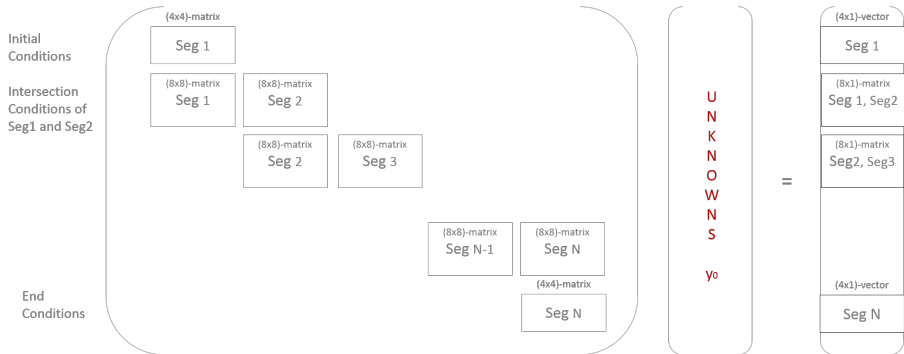 (4x4)-matrix
(4x1)-vector
Initial
Conditions
Seg 1
Seg 1
Intersection
Conditions of
Seg1 and Seg2
(8x8)-matrix
Seg 1
(8x8)-matrix
Seg 2
(8x1)-matrix
Seg 1, Seg2
(8x8)-matrix
Seg 2
(8x8)-matrix
Seg 3
(8x1)-matrix
Seg2, Seg3
U
N
K
N
O
W
N
S
y₀
=
(8x8)-matrix
Seg N-1
(8x8)-matrix
Seg N
End
Conditions
(4x4)-matrix
Seg N
(4x1)-vector
Seg N